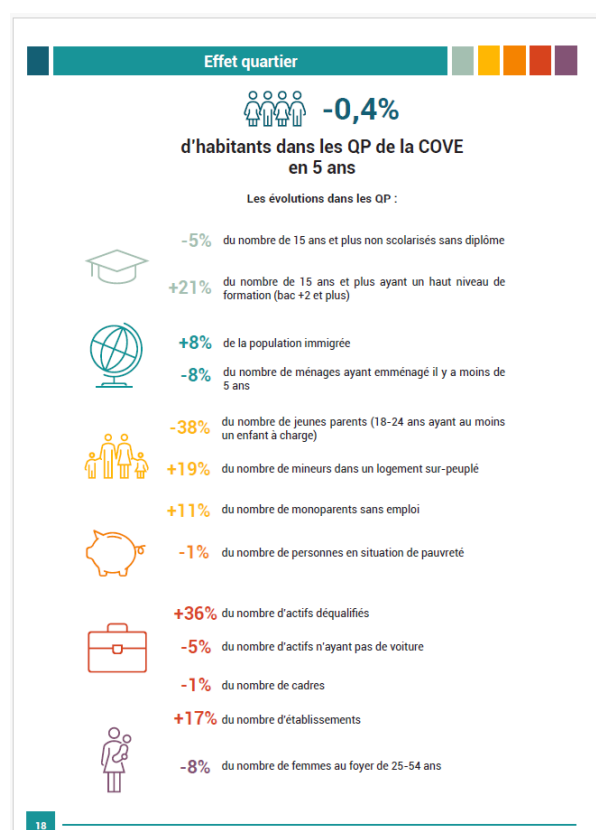 Effet quartier
-0,4%
d'habitants dans les QP de la COVE
en 5 ans
Les évolutions dans les QP :
-5% du nombre de 15 ans et plus non scolarisés sans diplôme
+21% du nombre de 15 ans et plus ayant un haut niveau de
formation (bac +2 et plus)
+8% de la population immigrée
-8% du nombre de ménages ayant emménagé il y a moins de
5 ans
-38% du nombre de jeunes parents (18-24 ans ayant au moins
un enfant à charge)
+19% du nombre de mineurs dans un logement sur-peuplé
+11% du nombre de monoparents sans emploi
-1% du nombre de personnes en situation de pauvreté
+36% du nombre d'actifs déqualifiés
-5% du nombre d'actifs n'ayant pas de voiture
-1% du nombre de cadres
+17% du nombre d'établissements
-8% du nombre de femmes au foyer de 25-54 ans
18